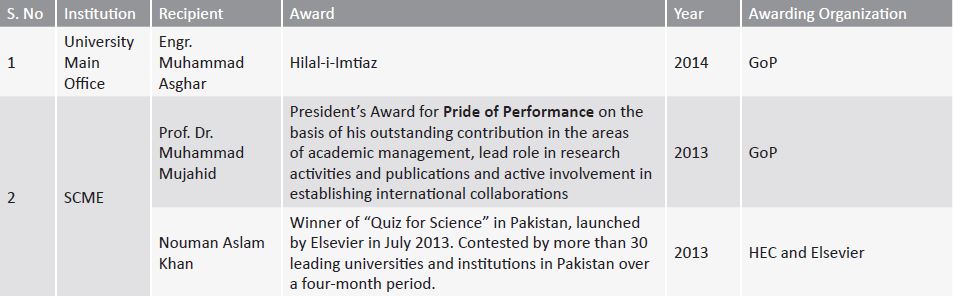 S. No Institution Recipient Award Year Awarding Organization
1
University
Main
Office
Engr.
Muhammad
Asghar
Hilal-i-Imtiaz
2014
GoP
2
SCME
Prof. Dr.
Muhammad
Mujahid
President's Award for Pride of Performance on the
basis of his outstanding contribution in the areas
of academic management, lead role in research
activities and publications and active involvement in
establishing international collaborations
2013
GoP
Nouman Aslam
Khan
Winner of “Quiz for Science” in Pakistan, launched
by Elsevier in July 2013. Contested by more than 30
leading universities and institutions in Pakistan over
a four-month period.
2013
HEC and Elsevier